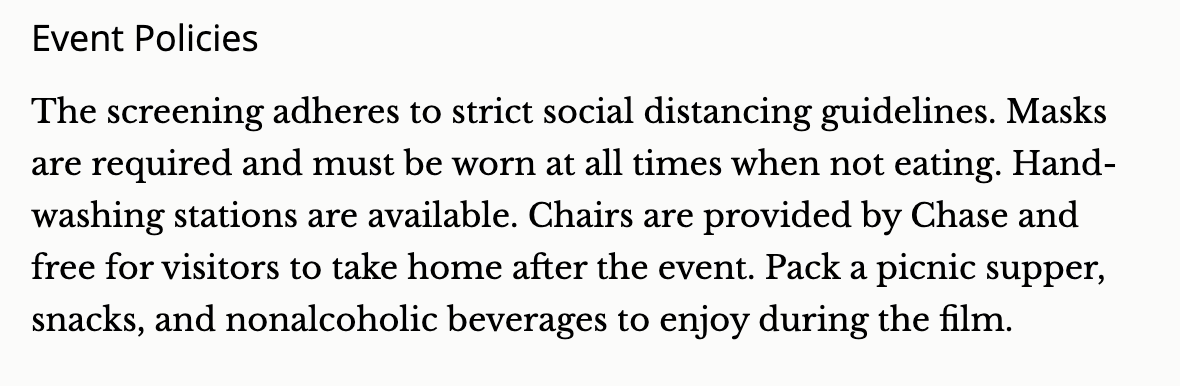 Event Policies
The screening adheres to strict social distancing guidelines. Masks
are required and must be worn at all times when not eating. Hand-
washing stations are available. Chairs are provided by Chase and
free for visitors to take home after the event. Pack a picnic supper,
snacks, and nonalcoholic beverages to enjoy during the film.